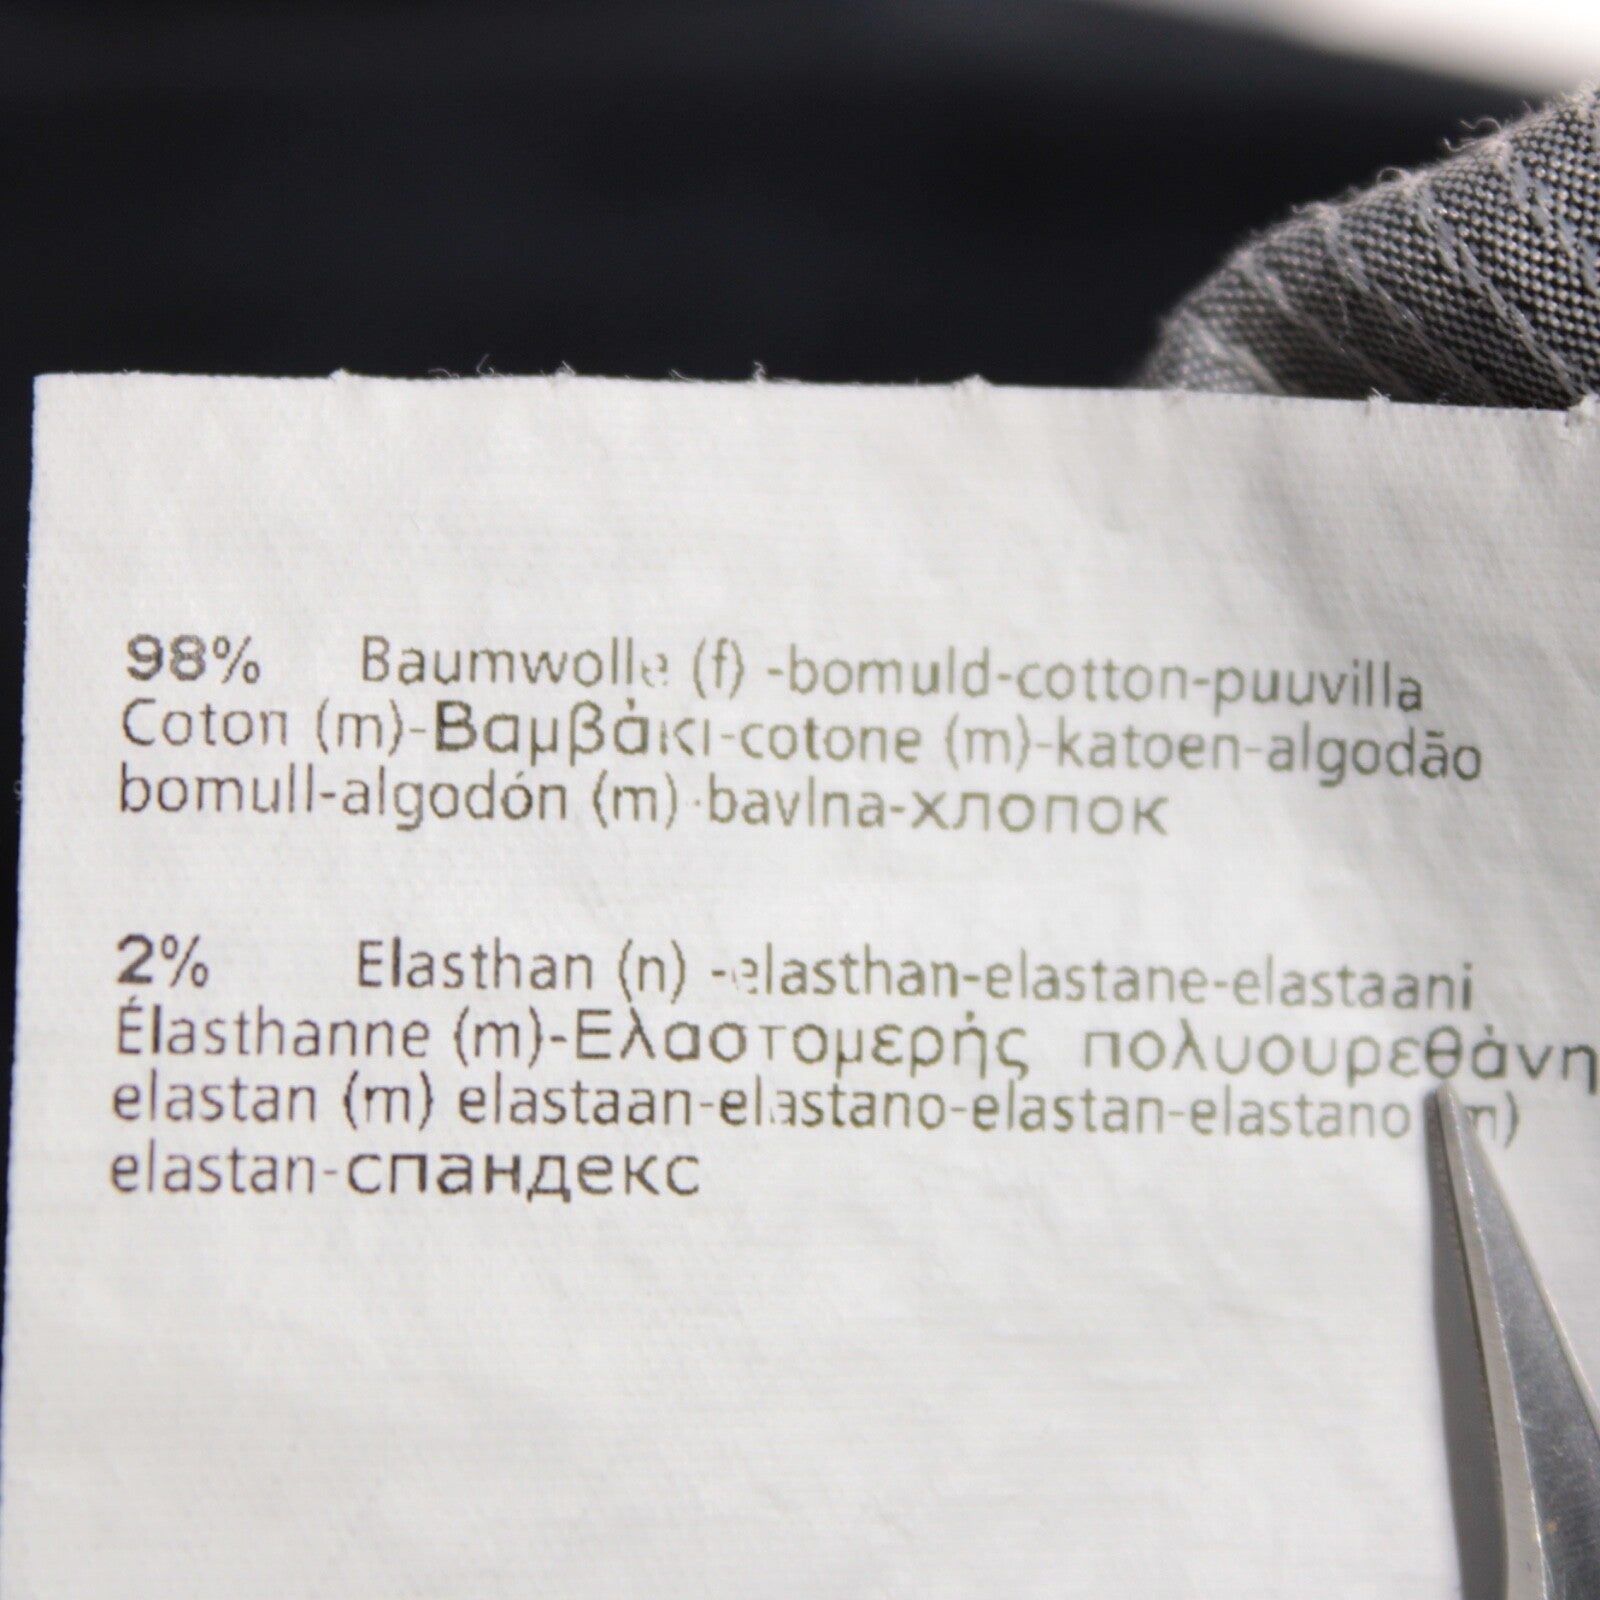 98% Baumwolle (f) -bomuld-cotton-puuvilla
Coton (m)-Βαμβάκι-cotone (m)-katoen-algodão
bomull-algodón (m)-bavlna-хлопок
2% Elasthan (n) -elasthan-elastane-elastaani
Élasthanne (m)-Ελαστομερής πολυουρεθάνη
elastan (m) elastaan-elastano-elastan-elastano (m)
elastan-спандекс